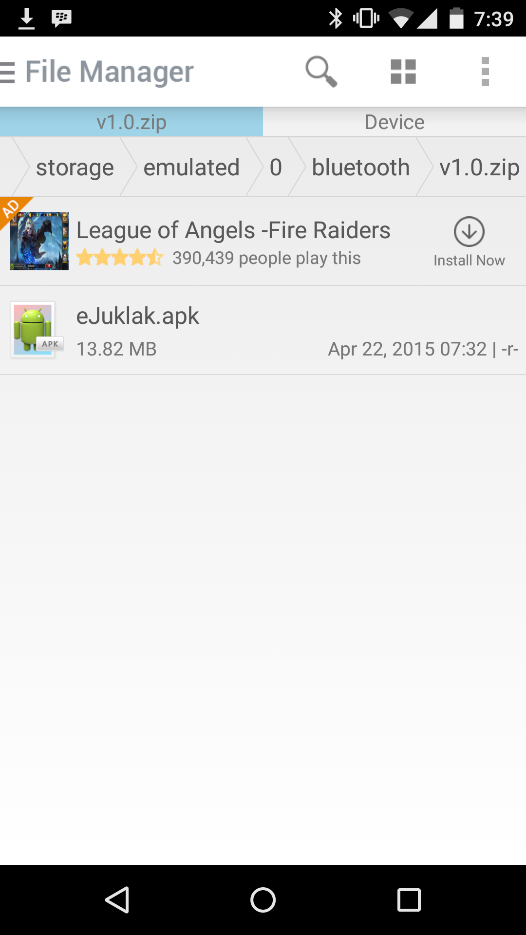 7:39
File Manager
v1.0.zip Device
storage emulated 0 bluetooth v1.0.zip
AD
League of Angels -Fire Raiders
390,439 people play this
Install Now
eJuklak.apk
APK
13.82 MB Apr 22, 2015 07:32 | -r-